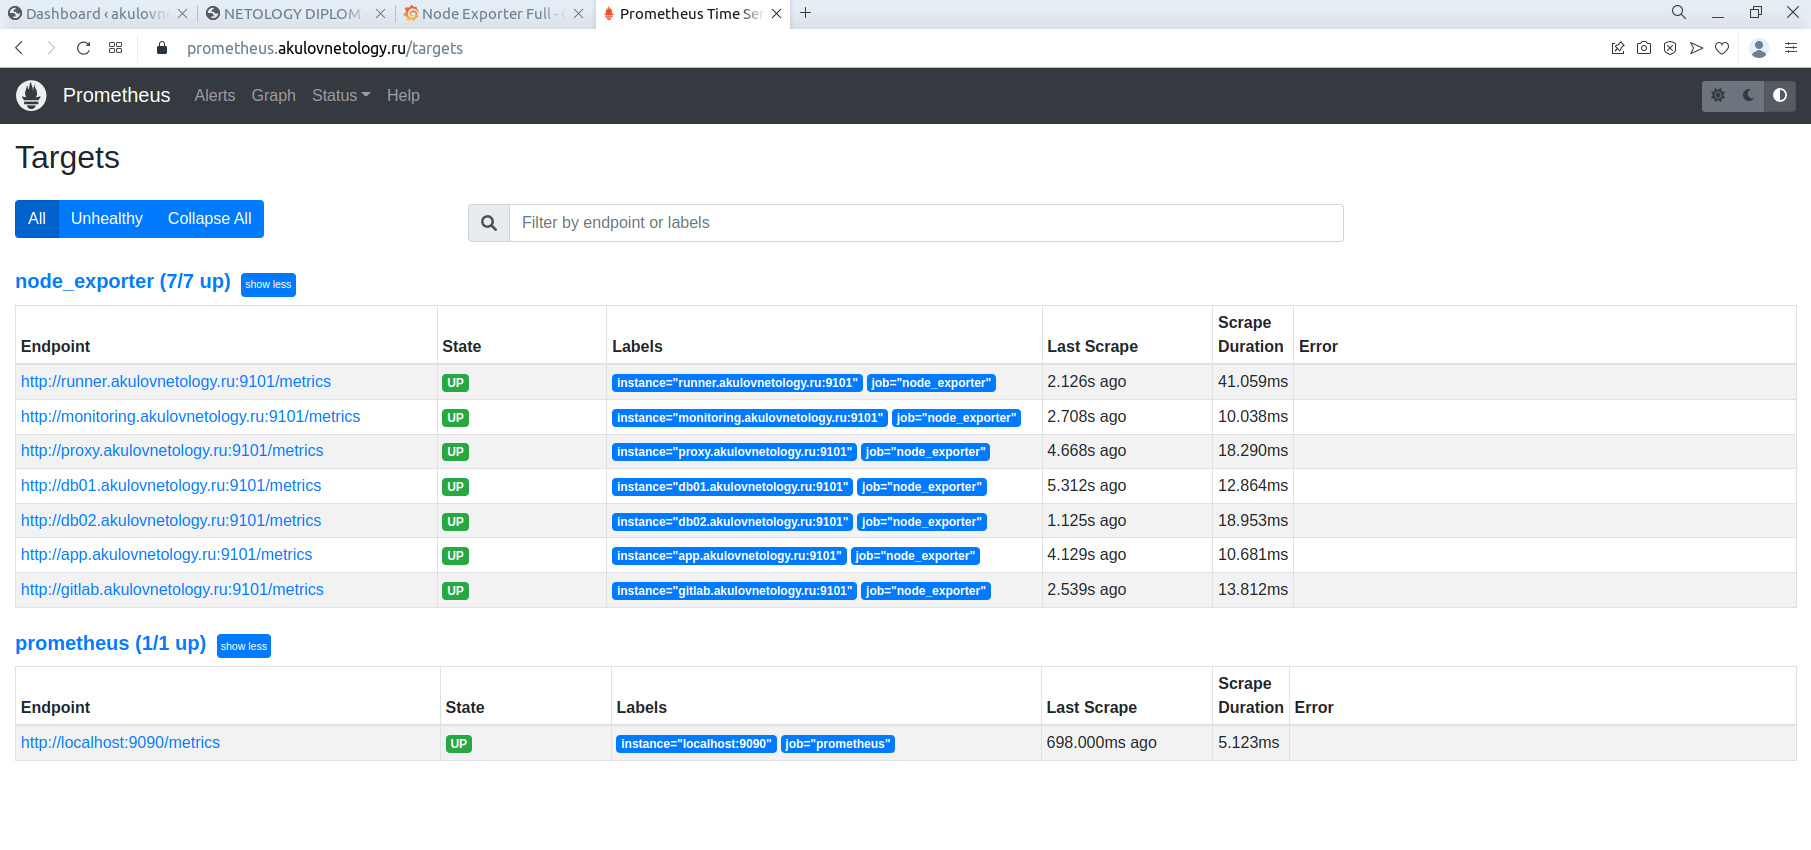 Dashboard ‹ akulovn
NETOLOGY DIPLOM
Node Exporter Full -
Prometheus Time Ser
prometheus.akulovnetology.ru/targets
Prometheus Alerts Graph Status Help
Targets
All Unhealthy Collapse All
Filter by endpoint or labels
node_exporter (7/7 up) show less
Endpoint State Labels Last Scrape Scrape Duration Error
http://runner.akulovnetology.ru:9101/metrics UP instance="runner.akulovnetology.ru:9101" job="node_exporter" 2.126s ago 41.059ms
http://monitoring.akulovnetology.ru:9101/metrics UP instance="monitoring.akulovnetology.ru:9101" job="node_exporter" 2.708s ago 10.038ms
http://proxy.akulovnetology.ru:9101/metrics UP instance="proxy.akulovnetology.ru:9101" job="node_exporter" 4.668s ago 18.290ms
http://db01.akulovnetology.ru:9101/metrics UP instance="db01.akulovnetology.ru:9101" job="node_exporter" 5.312s ago 12.864ms
http://db02.akulovnetology.ru:9101/metrics UP instance="db02.akulovnetology.ru:9101" job="node_exporter" 1.125s ago 18.953ms
http://app.akulovnetology.ru:9101/metrics UP instance="app.akulovnetology.ru:9101" job="node_exporter" 4.129s ago 10.681ms
http://gitlab.akulovnetology.ru:9101/metrics UP instance="gitlab.akulovnetology.ru:9101" job="node_exporter" 2.539s ago 13.812ms
prometheus (1/1 up) show less
Endpoint State Labels Last Scrape Scrape Duration Error
http://localhost:9090/metrics UP instance="localhost:9090" job="prometheus" 698.000ms ago 5.123ms